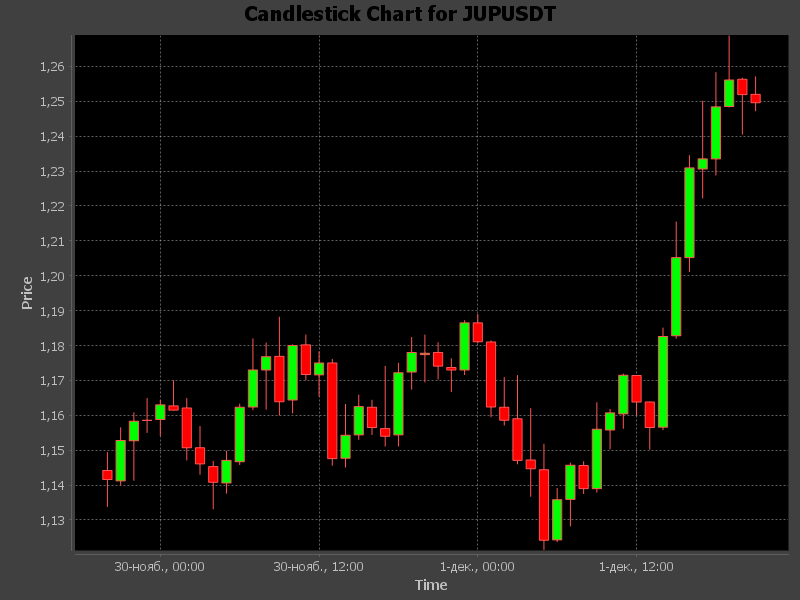 Candlestick Chart for JUPUSDT
1,26
1,25
1,24
1,23
1,22
1,21
1,20
1,19
1,18
1,17
1,16
1,15
1,14
1,13
Price
30-нояб., 00:00
30-нояб., 12:00
1-дек., 00:00
1-дек., 12:00
Time